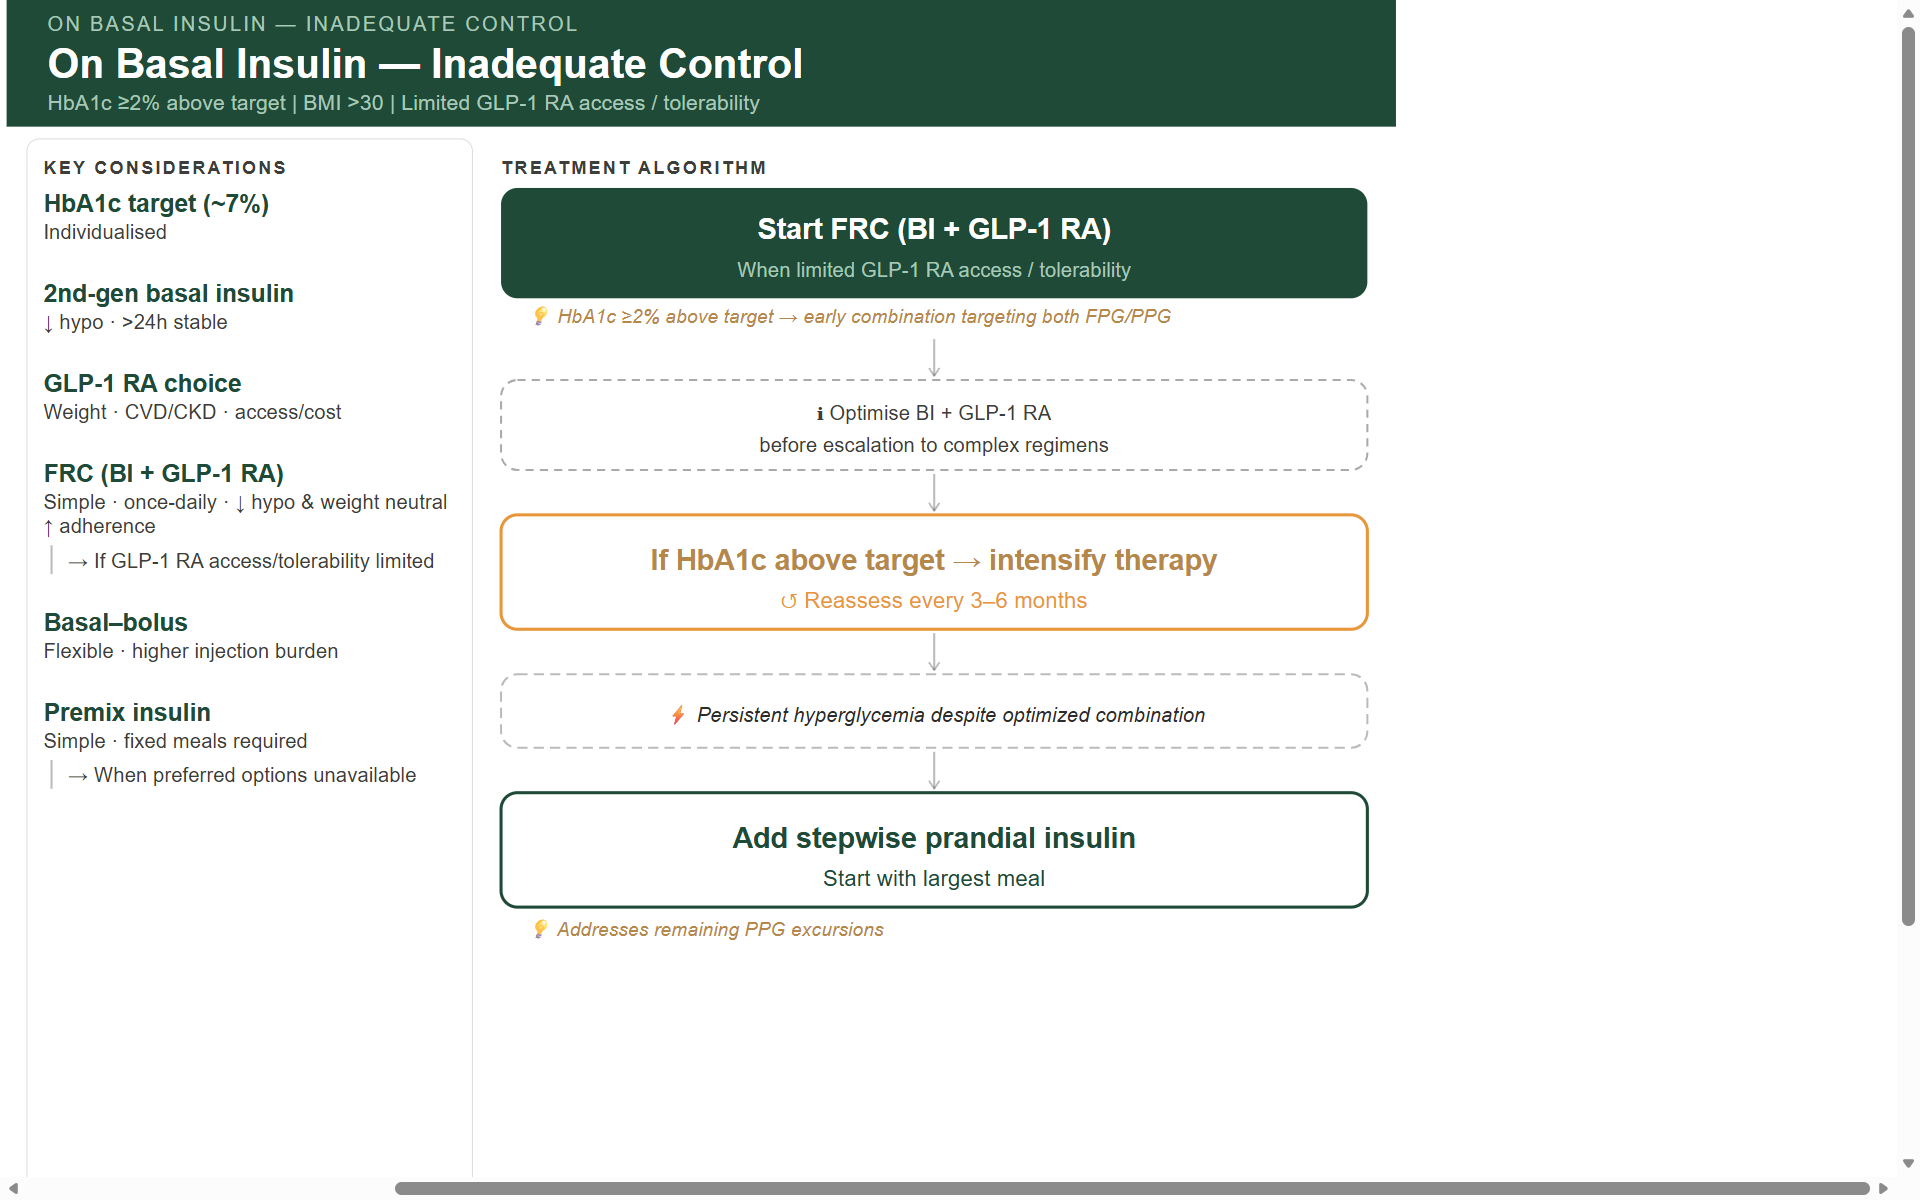 ON BASAL INSULIN — INADEQUATE CONTROL
On Basal Insulin — Inadequate Control
HbA1c ≥2% above target | BMI >30 | Limited GLP-1 RA access / tolerability
KEY CONSIDERATIONS
HbA1c target (~7%)
Individualised
2nd-gen basal insulin
↓ hypo · >24h stable
GLP-1 RA choice
Weight · CVD/CKD · access/cost
FRC (BI + GLP-1 RA)
Simple · once-daily · ↓ hypo & weight neutral
↑ adherence
→ If GLP-1 RA access/tolerability limited
Basal–bolus
Flexible · higher injection burden
Premix insulin
Simple · fixed meals required
→ When preferred options unavailable
TREATMENT ALGORITHM
Start FRC (BI + GLP-1 RA)
When limited GLP-1 RA access / tolerability
💡 HbA1c ≥2% above target → early combination targeting both FPG/PPG
ℹ Optimise BI + GLP-1 RA
before escalation to complex regimens
If HbA1c above target → intensify therapy
↺ Reassess every 3–6 months
⚡ Persistent hyperglycemia despite optimized combination
Add stepwise prandial insulin
Start with largest meal
💡 Addresses remaining PPG excursions